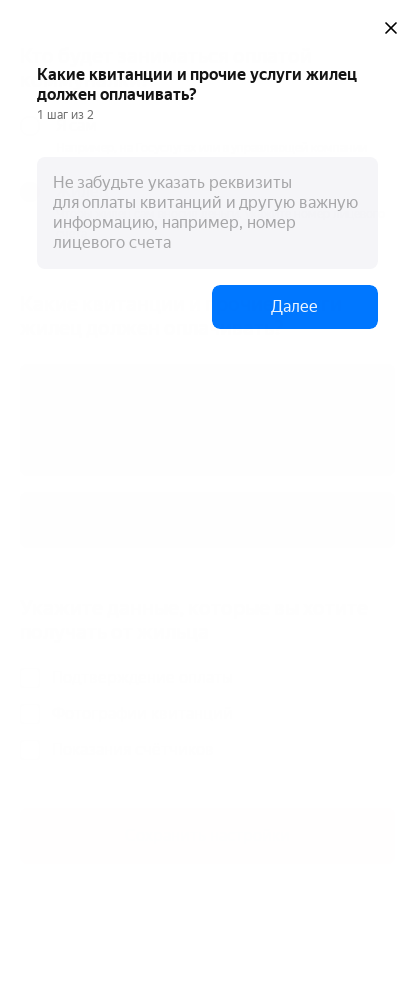 Какие квитанции и прочие услуги жилец
должен оплачивать?
1 шаг из 2
Не забудьте указать реквизиты
для оплаты квитанций и другую важную
информацию, например, номер
лицевого счета
Далее